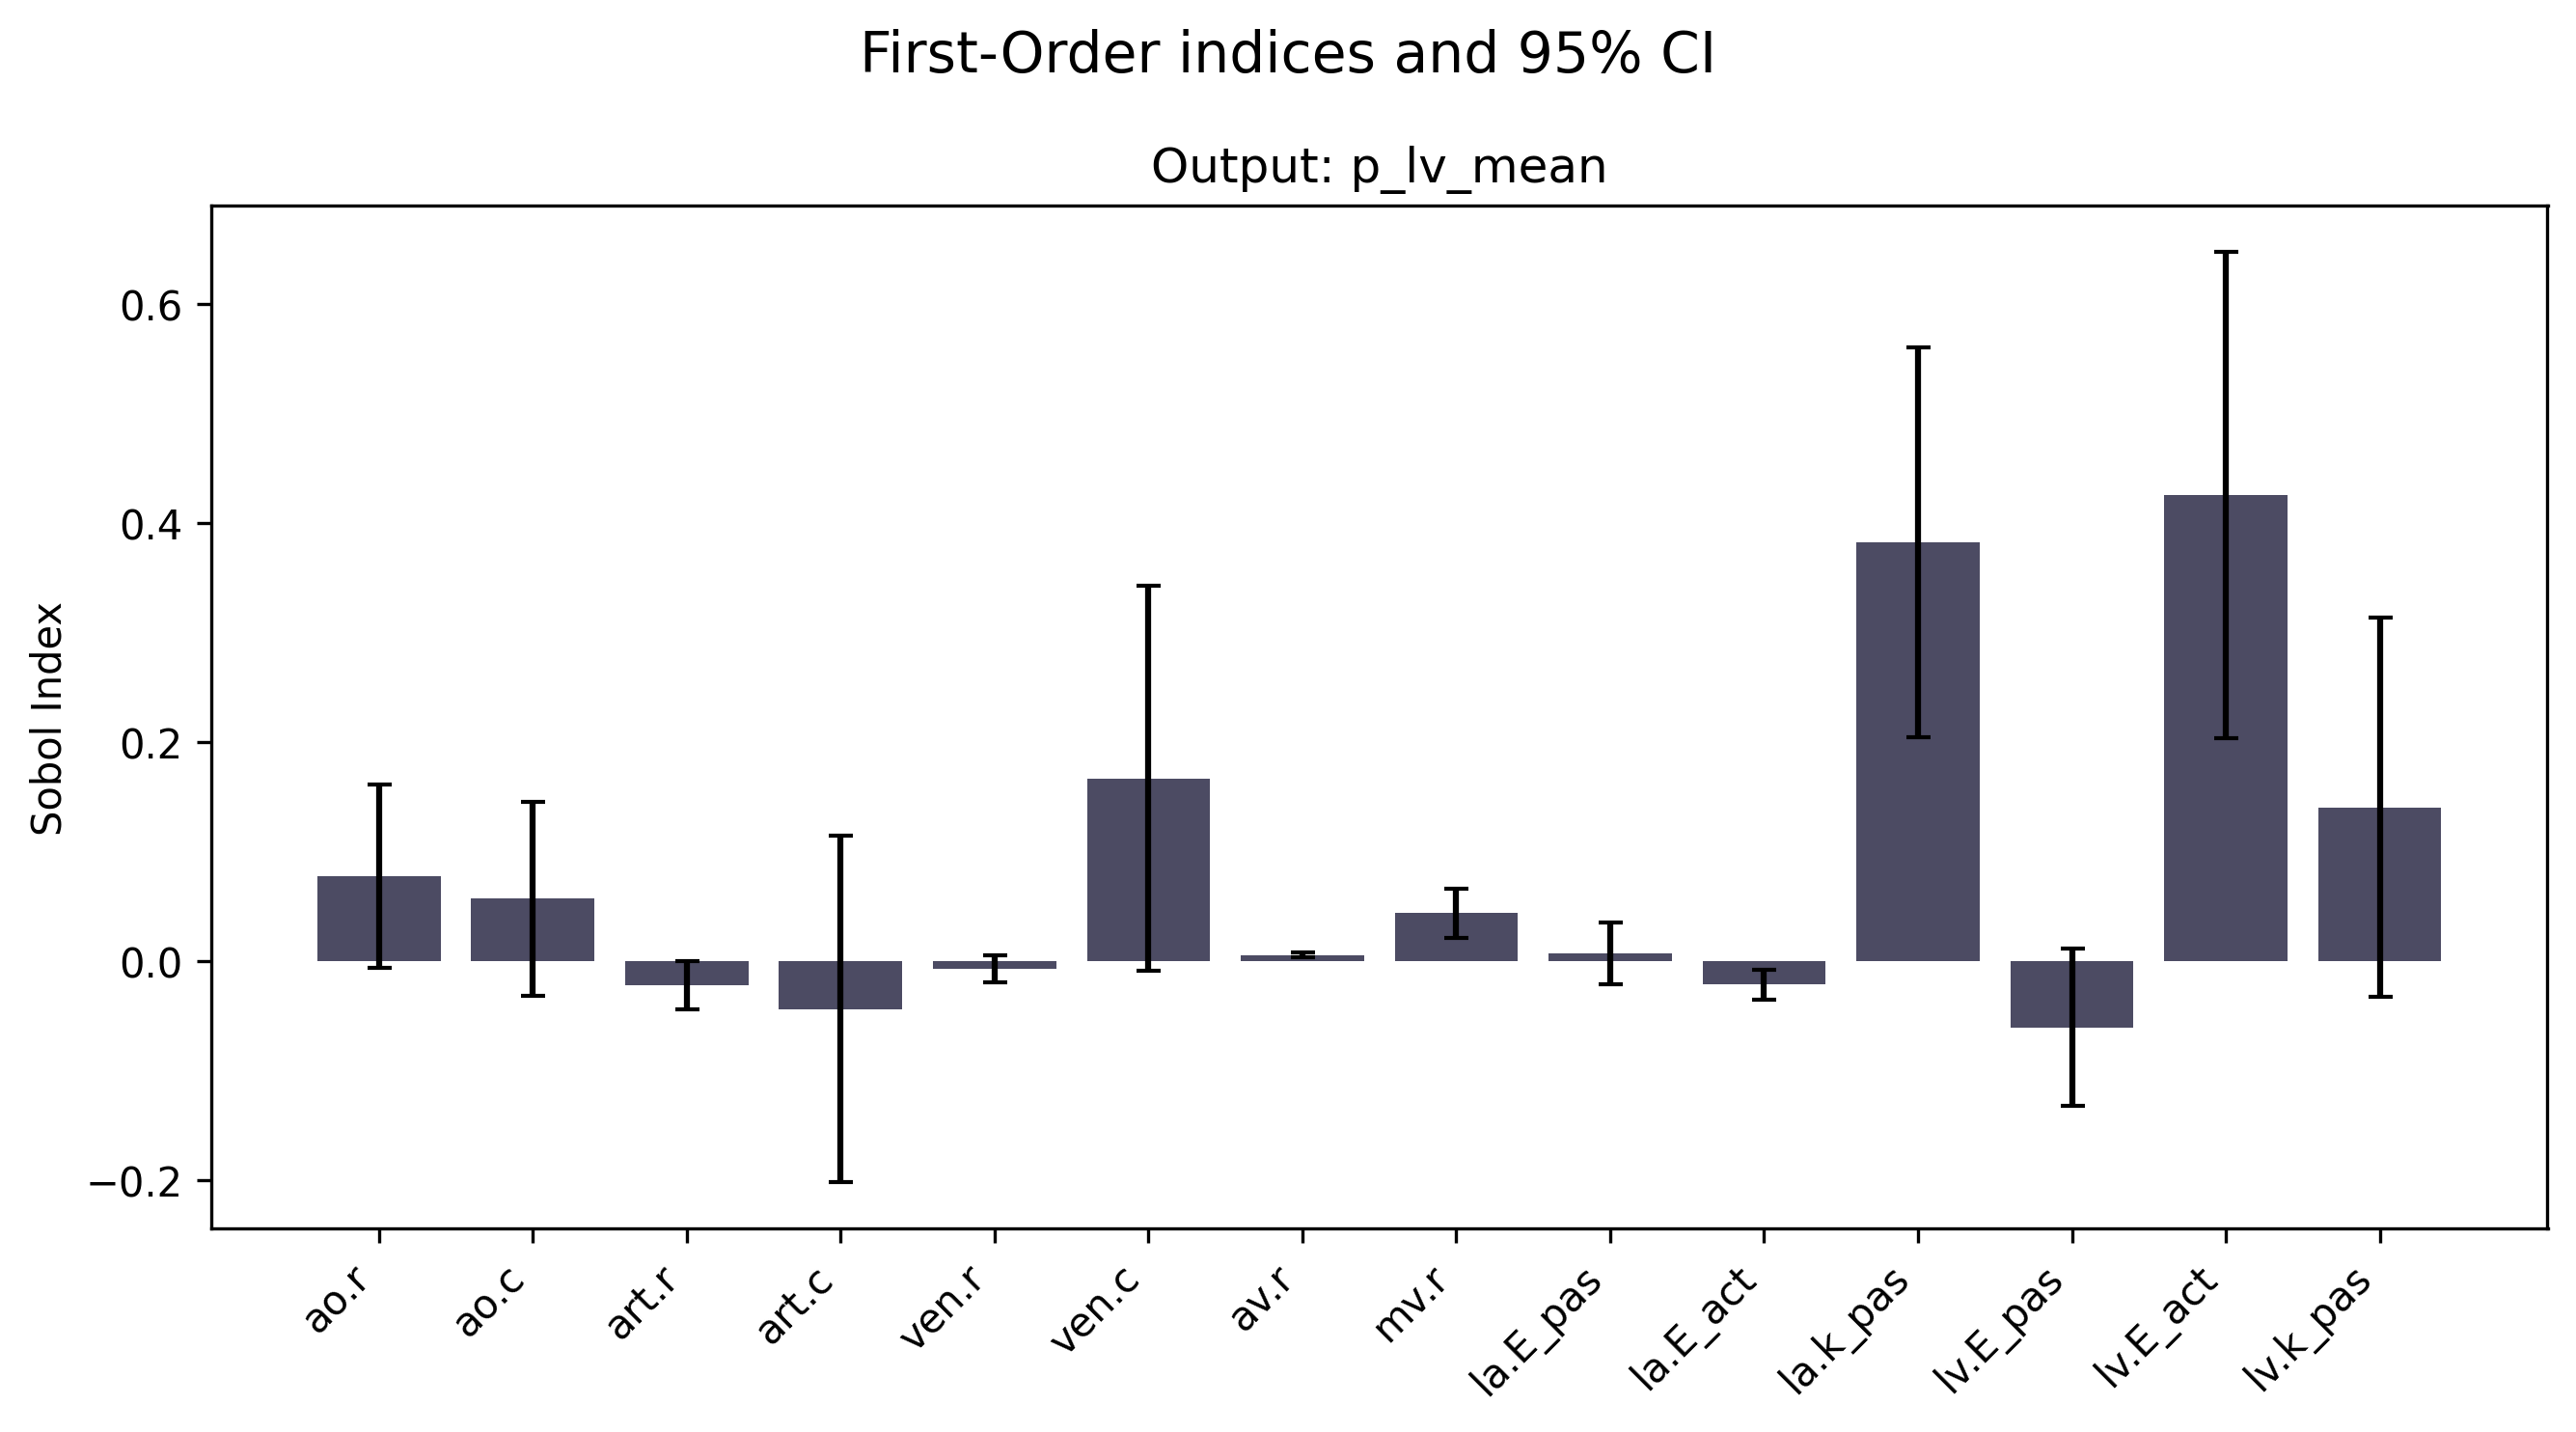 First-Order indices and 95% CI
Output: p_lv_mean
Sobol Index
0.6
0.4
0.2
0.0
−0.2
ao.r
ao.c
art.r
art.c
ven.r
ven.c
av.r
mv.r
la.E_pas
la.E_act
la.k_pas
lv.E_pas
lv.E_act
lv.k_pas